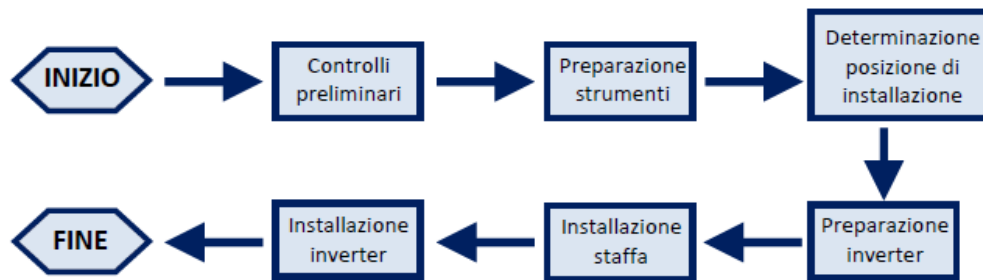 INIZIO
Controlli
preliminari
Preparazione
strumenti
Determinazione
posizione di
installazione
Preparazione
inverter
Installazione
staffa
Installazione
inverter
FINE